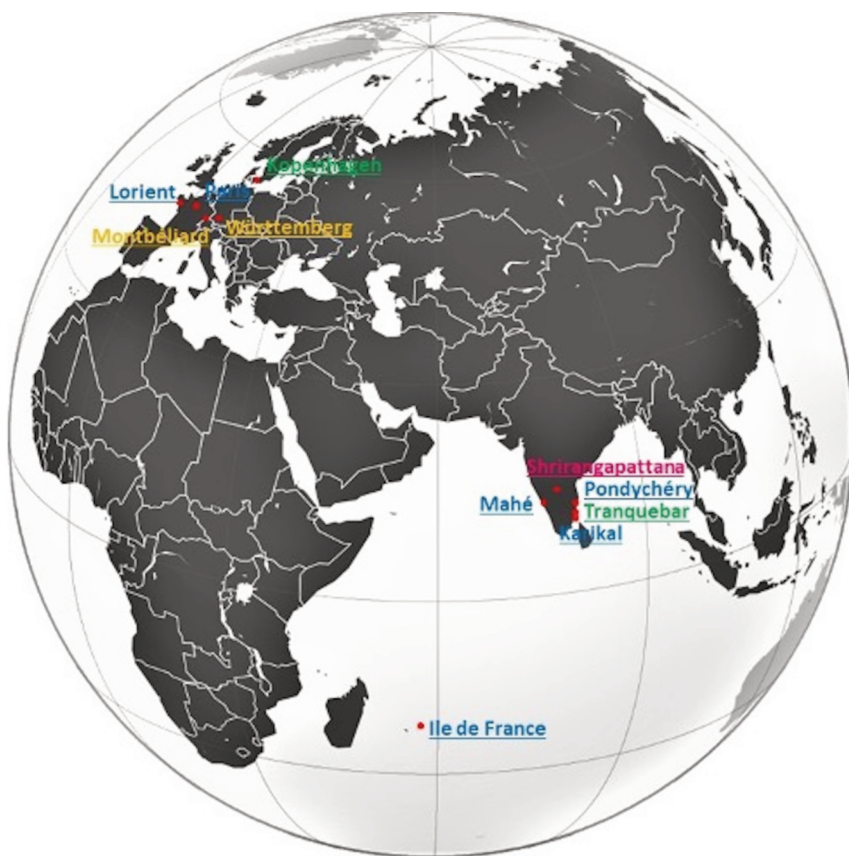 Kopenhagen
Lorient Paris
Montbéliard Württemberg
Shrirangapattana
Mahé Pondychéry
Tranquebar
Karikal
Ile de France